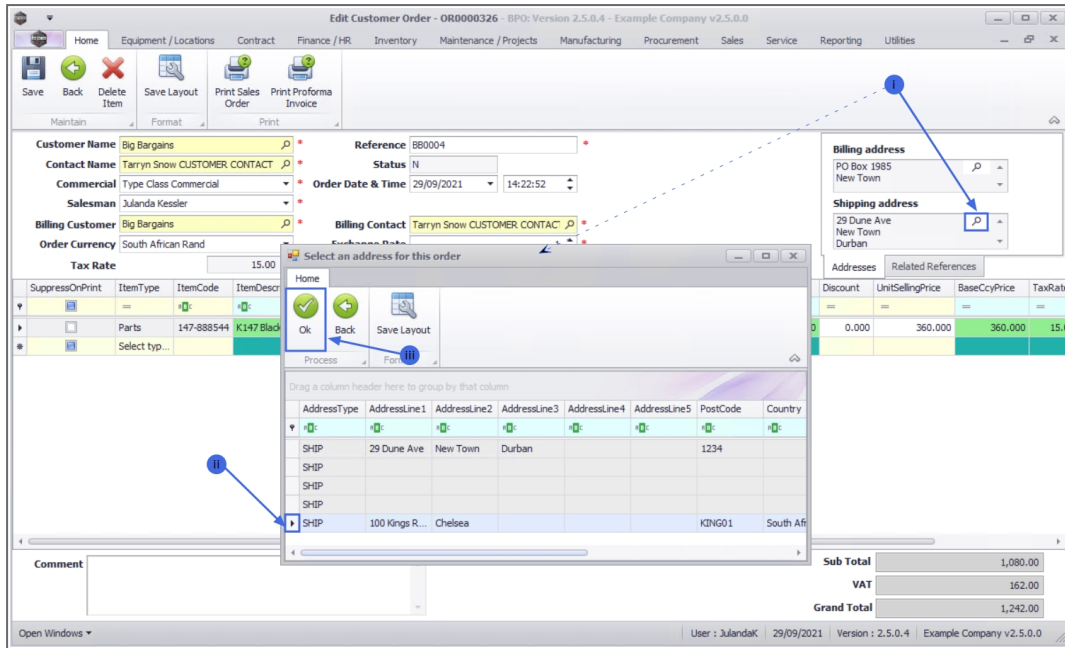 Edit Customer Order - OR0000326 - BPO: Version 2.5.0.4 - Example Company v2.5.0.0
Home Equipment / Locations Contract Finance / HR Inventory Maintenance / Projects Manufacturing Procurement Sales Service Reporting Utilities
Save Back Delete Item Save Layout Print Sales Order Print Proforma Invoice
Maintain Format Print
i
Customer Name Big Bargains * Reference BB0004 *
Contact Name Tarryn Snow CUSTOMER CONTACT * Status N
Commercial Type Class Commercial * Order Date & Time 29/09/2021 14:22:52
Salesman Julanda Kessler *
Billing Customer Big Bargains * Billing Contact Tarryn Snow CUSTOMER CONTACT *
Order Currency South African Rand
Tax Rate 15.00
Billing address
PO Box 1985
New Town
Shipping address
29 Dune Ave
New Town
Durban
Addresses Related References
SuppressOnPrint ItemType ItemCode ItemDescr Discount UnitSellingPrice BaseCcyPrice TaxRate
= = = =
Parts 147-888544 K147 Black 0.000 360.000 360.000 15.0
Select typ...
Select an address for this order
Home
Ok Back Save Layout
Process Format
iii
Drag a column header here to group by that column
AddressType AddressLine1 AddressLine2 AddressLine3 AddressLine4 AddressLine5 PostCode Country
SHIP 29 Dune Ave New Town Durban 1234
SHIP
SHIP
SHIP
SHIP 100 Kings R... Chelsea KING01 South Afr
ii
Comment
Sub Total 1,080.00
VAT 162.00
Grand Total 1,242.00
Open Windows User : JulandaK 29/09/2021 Version : 2.5.0.4 Example Company v2.5.0.0